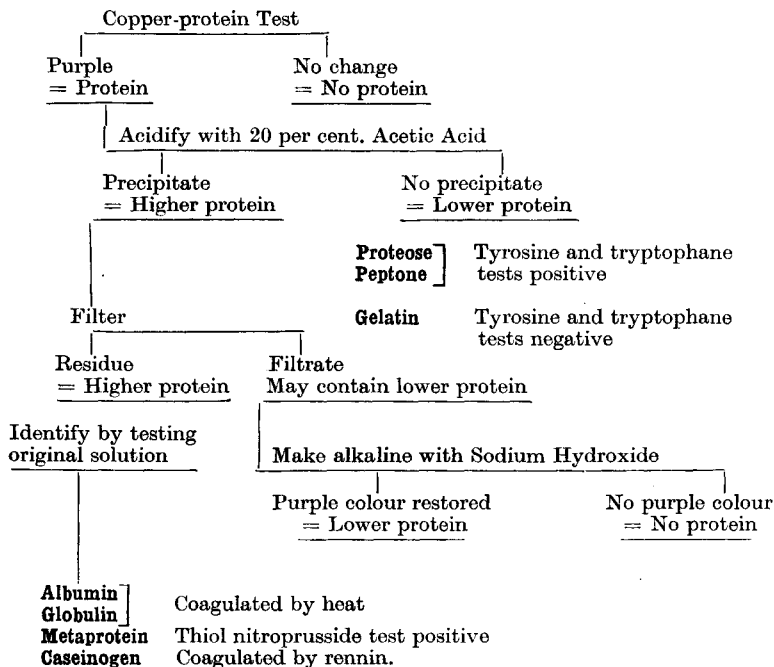 Copper-protein Test
Purple
= Protein
No change
= No protein
Acidify with 20 per cent. Acetic Acid
Precipitate
= Higher protein
No precipitate
= Lower protein
Proteose
Peptone
Tyrosine and tryptophane
tests positive
Gelatin
Tyrosine and tryptophane
tests negative
Filter
Residue
= Higher protein
Filtrate
May contain lower protein
Identify by testing
original solution
Make alkaline with Sodium Hydroxide
Purple colour restored
= Lower protein
No purple colour
= No protein
Albumin
Globulin
Coagulated by heat
Metaprotein Thiol nitroprusside test positive
Caseinogen Coagulated by rennin.